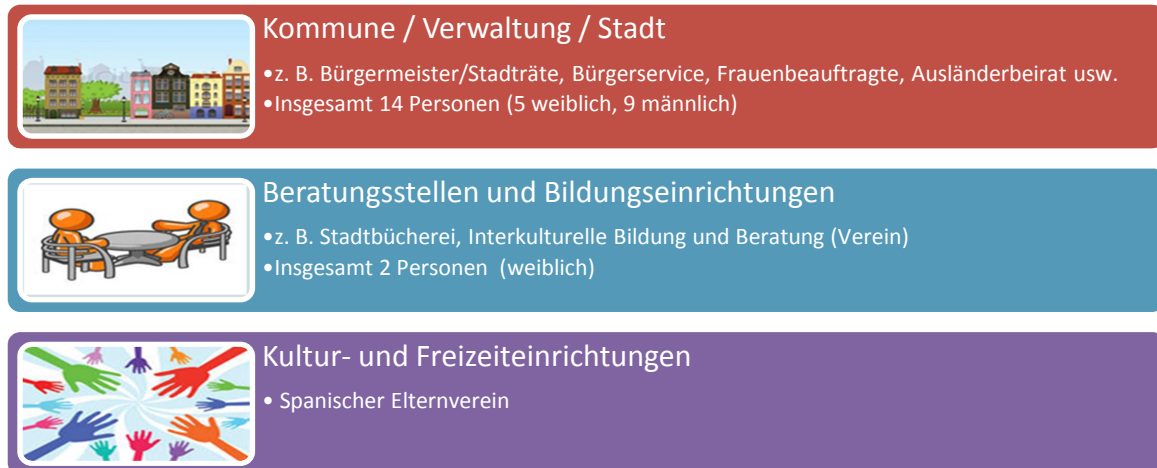 Kommune / Verwaltung / Stadt
•z. B. Bürgermeister/Stadträte, Bürgerservice, Frauenbeauftragte, Ausländerbeirat usw.
•Insgesamt 14 Personen (5 weiblich, 9 männlich)
Beratungsstellen und Bildungseinrichtungen
•z. B. Stadtbücherei, Interkulturelle Bildung und Beratung (Verein)
•Insgesamt 2 Personen  (weiblich)
Kultur- und Freizeiteinrichtungen
• Spanischer Elternverein